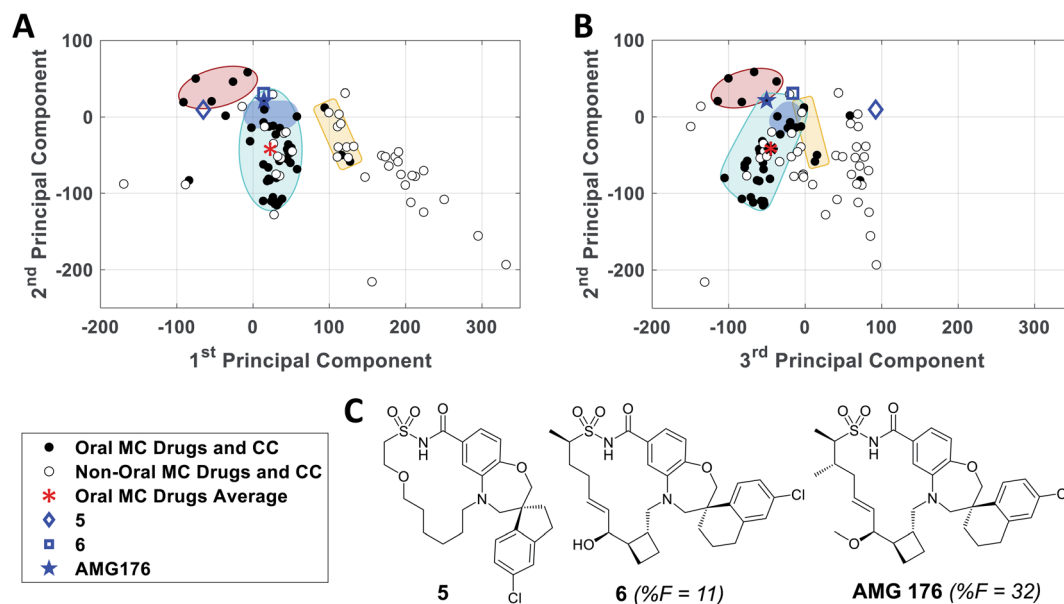 A
B
100
0
-100
-200
-200
-100
0
100
200
300
2nd Principal Component
1st Principal Component
100
0
-100
-200
-200
-100
0
100
200
300
2nd Principal Component
3rd Principal Component
Oral MC Drugs and CC
Non-Oral MC Drugs and CC
Oral MC Drugs Average
5
6
AMG176
C
O O
S
O
NH
O
O
N
Cl
5
O O
S
O
NH
O
N
Cl
HO
6 (%F = 11)
O O
S
O
NH
O
N
Cl
O
AMG 176 (%F = 32)